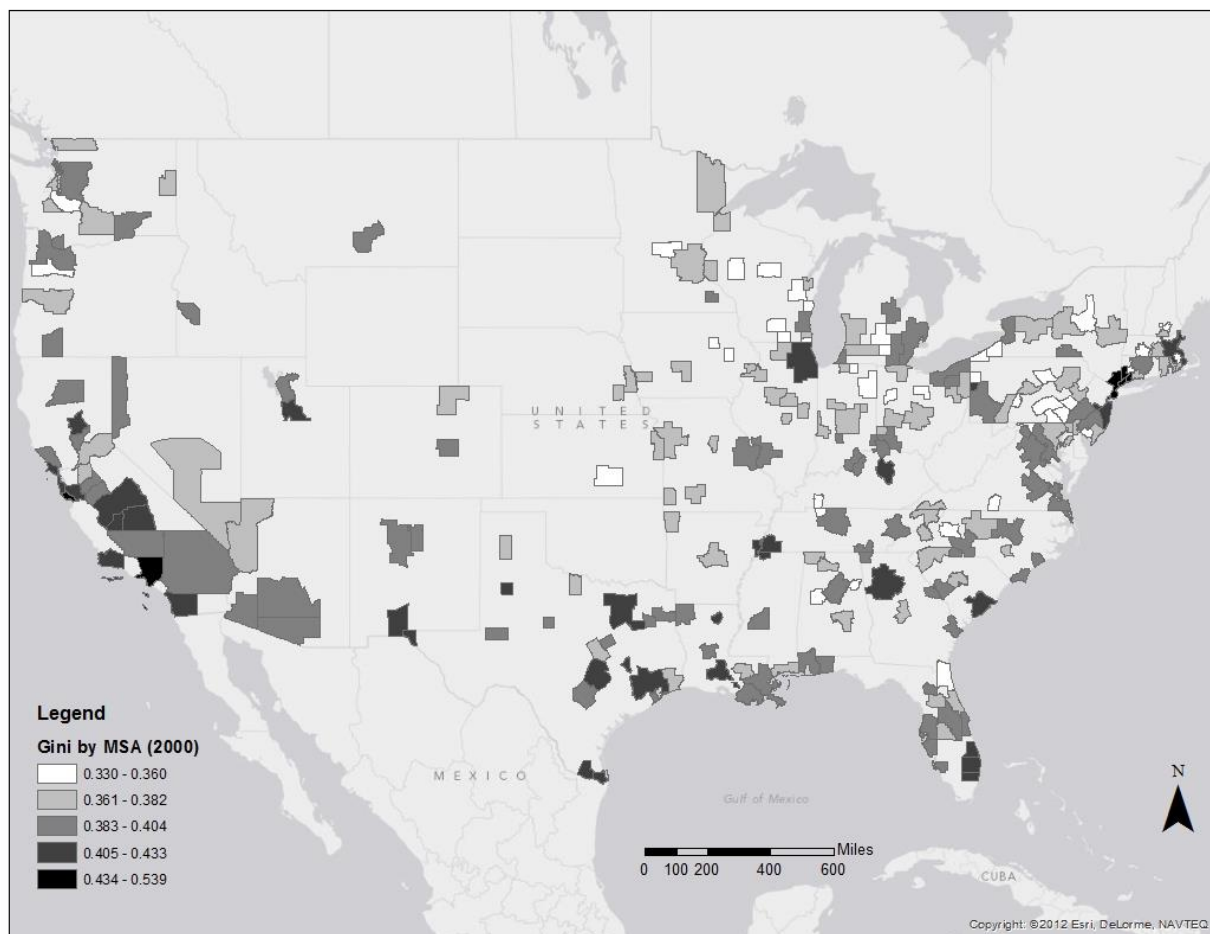 UNITED
STATES
Legend
Gini by MSA (2000)
0.330 - 0.360
0.361 - 0.382
0.383 - 0.404
0.405 - 0.433
0.434 - 0.539
MEXICO
Gulf of Mexico
N
Miles
0 100 200 400 600
CUBA
Copyright: ©2012 Esri, DeLorme, NAVTEQ